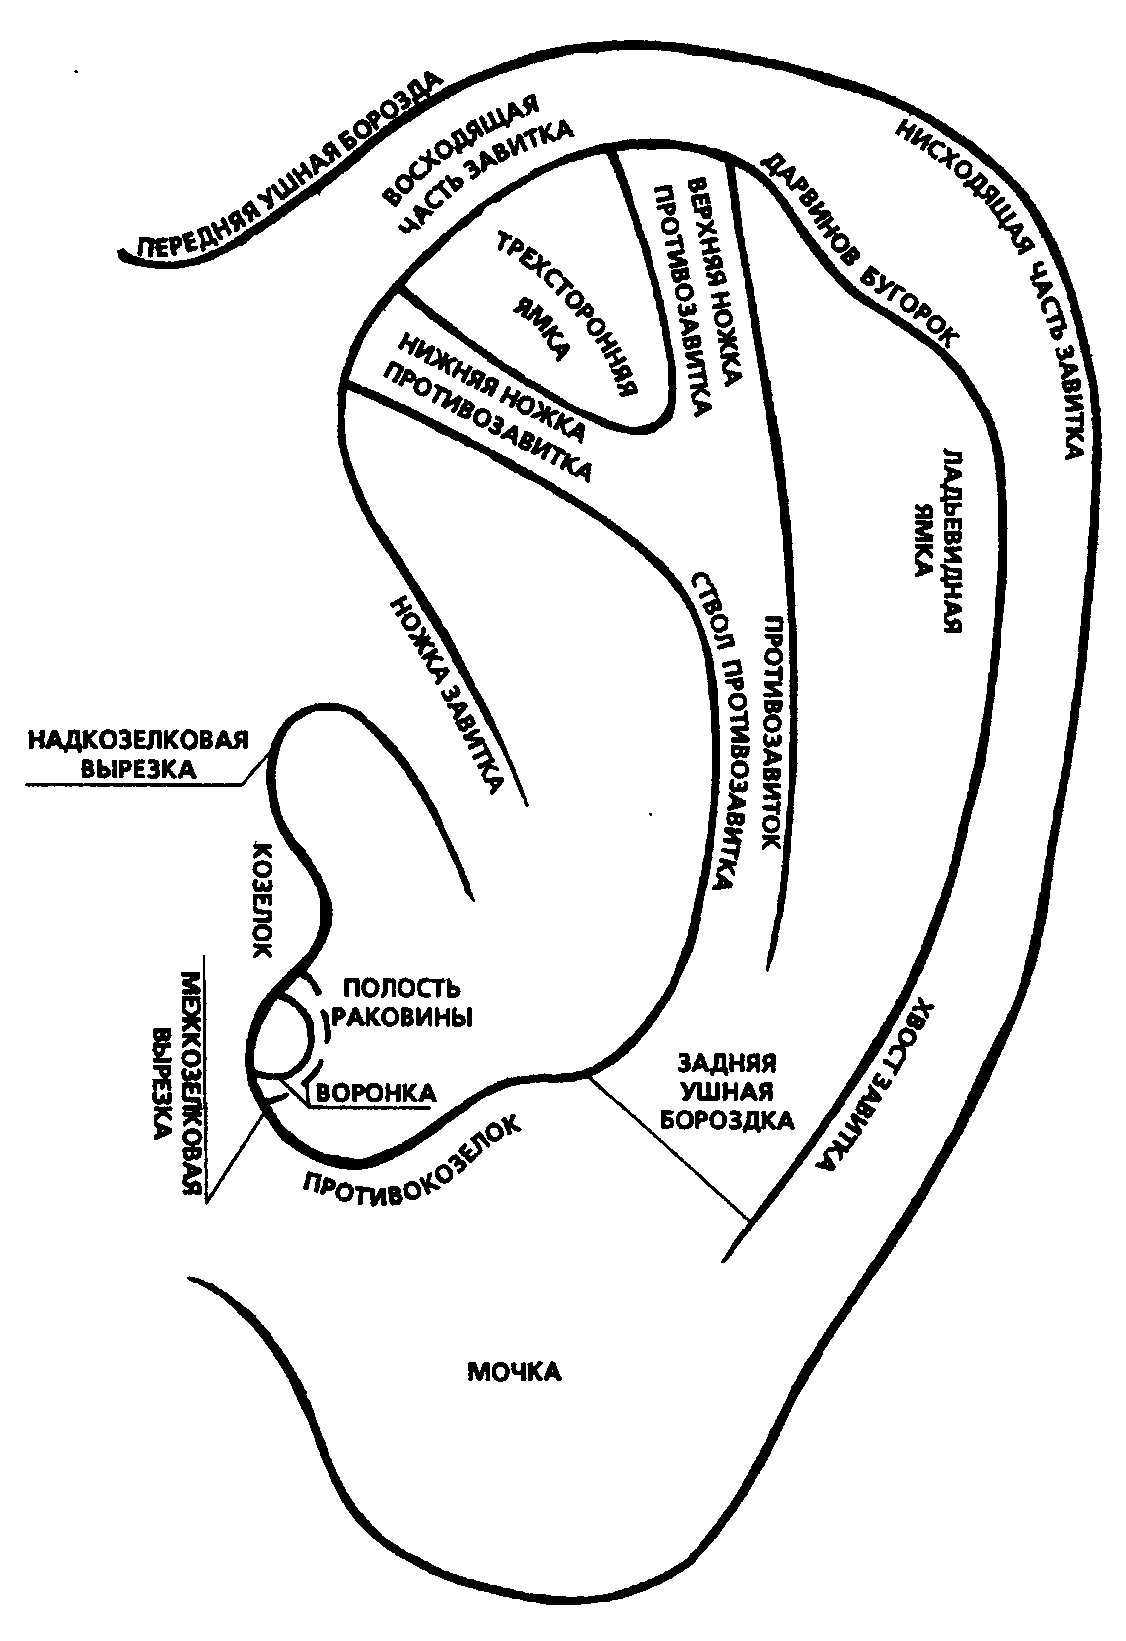 ПЕРЕДНЯЯ УШНАЯ БОРОЗДА
ВОСХОДЯЩАЯ
ЧАСТЬ ЗАВИТКА
НИСХОДЯЩАЯ ЧАСТЬ ЗАВИТКА
ДАРВИНОВ БУГОРОК
ВЕРХНЯЯ НОЖКА
ПРОТИВОЗАВИТКА
ТРЕХСТОРОННЯЯ
ЯМКА
НИЖНЯЯ НОЖКА
ПРОТИВОЗАВИТКА
ЛАДЬЕВИДНАЯ
ЯМКА
НОЖКА ЗАВИТКА
СТВОЛ ПРОТИВОЗАВИТКА
ПРОТИВОЗАВИТОК
НАДКОЗЕЛКОВАЯ
ВЫРЕЗКА
КОЗЕЛОК
МЕЖКОЗЕЛКОВАЯ
ВЫРЕЗКА
ПОЛОСТЬ
РАКОВИНЫ
ВОРОНКА
ПРОТИВОКОЗЕЛОК
ЗАДНЯЯ
УШНАЯ
БОРОЗДКА
ХВОСТ ЗАВИТКА
МОЧКА